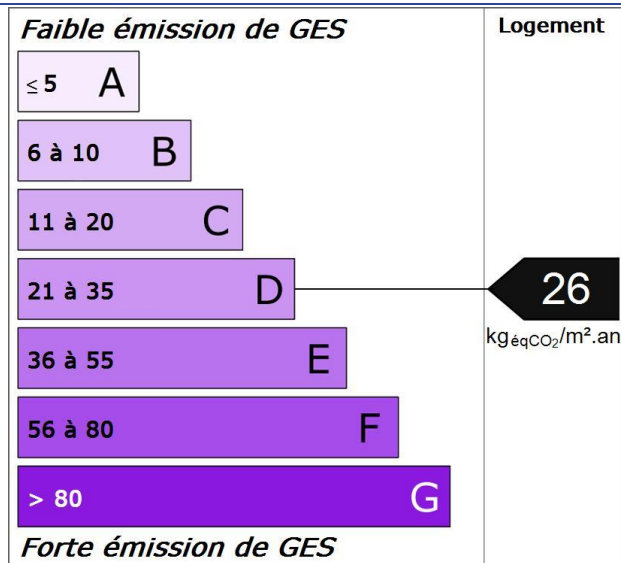 Faible émission de GES
Logement
≤ 5 A
6 à 10 B
11 à 20 C
21 à 35 D
26
kgéqCO₂/m².an
36 à 55 E
56 à 80 F
> 80 G
Forte émission de GES